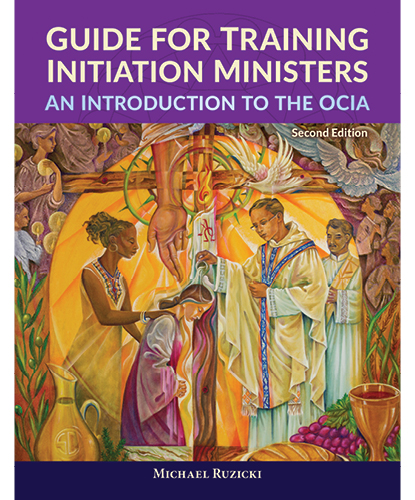 GUIDE FOR TRAINING
INITIATION MINISTERS
AN INTRODUCTION TO THE OCIA
Second Edition
MICHAEL RUZICKI